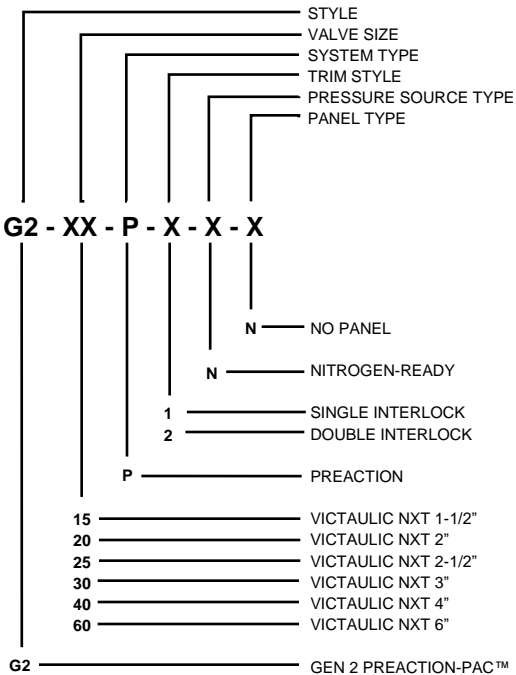 STYLE
VALVE SIZE
SYSTEM TYPE
TRIM STYLE
PRESSURE SOURCE TYPE
PANEL TYPE
G2 - XX - P - X - X - X
N NO PANEL
N NITROGEN-READY
1 SINGLE INTERLOCK
2 DOUBLE INTERLOCK
P PREACTION
15 VICTAULIC NXT 1-1/2”
20 VICTAULIC NXT 2”
25 VICTAULIC NXT 2-1/2”
30 VICTAULIC NXT 3”
40 VICTAULIC NXT 4”
60 VICTAULIC NXT 6”
G2 GEN 2 PREACTION-PAC™